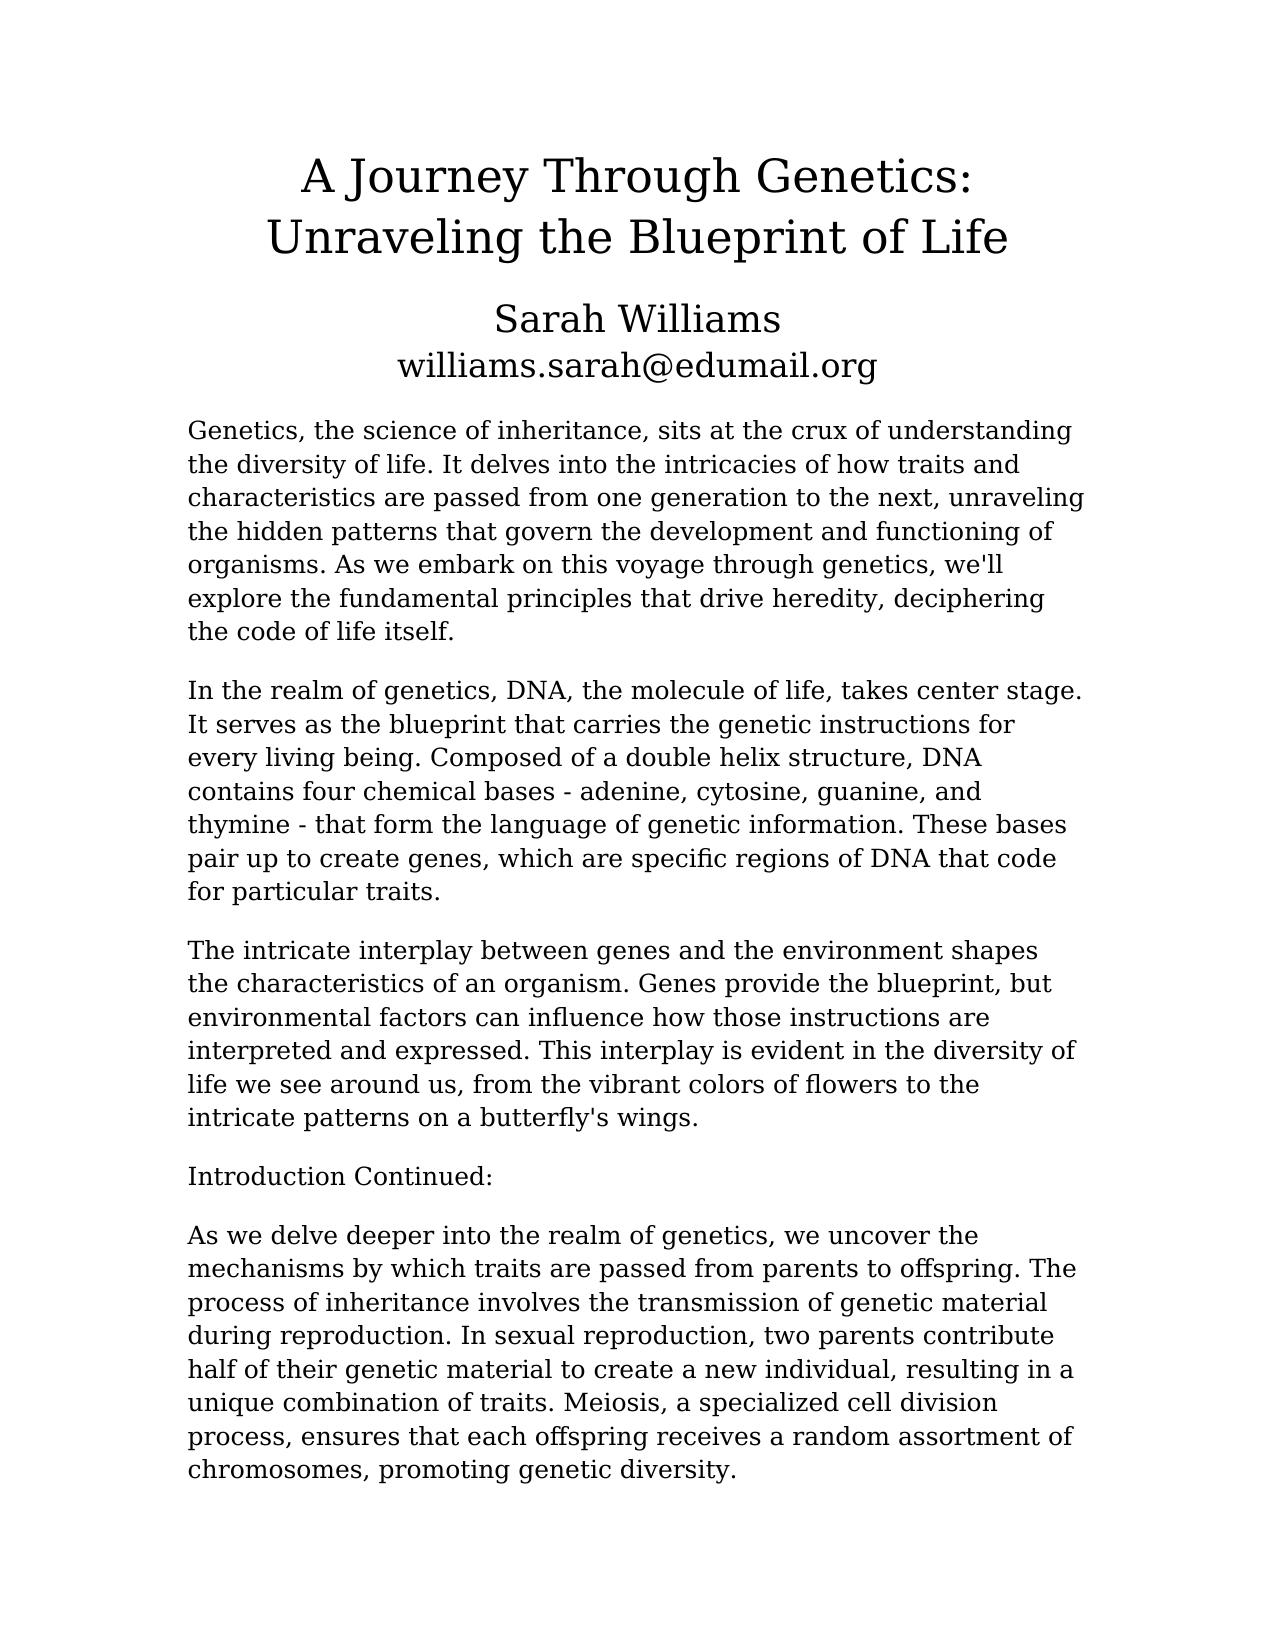 A Journey Through Genetics:
Unraveling the Blueprint of Life
Sarah Williams
williams.sarah@edumail.org
Genetics, the science of inheritance, sits at the crux of understanding
the diversity of life. It delves into the intricacies of how traits and
characteristics are passed from one generation to the next, unraveling
the hidden patterns that govern the development and functioning of
organisms. As we embark on this voyage through genetics, we'll
explore the fundamental principles that drive heredity, deciphering
the code of life itself.
In the realm of genetics, DNA, the molecule of life, takes center stage.
It serves as the blueprint that carries the genetic instructions for
every living being. Composed of a double helix structure, DNA
contains four chemical bases - adenine, cytosine, guanine, and
thymine - that form the language of genetic information. These bases
pair up to create genes, which are specific regions of DNA that code
for particular traits.
The intricate interplay between genes and the environment shapes
the characteristics of an organism. Genes provide the blueprint, but
environmental factors can influence how those instructions are
interpreted and expressed. This interplay is evident in the diversity of
life we see around us, from the vibrant colors of flowers to the
intricate patterns on a butterfly's wings.
Introduction Continued:
As we delve deeper into the realm of genetics, we uncover the
mechanisms by which traits are passed from parents to offspring. The
process of inheritance involves the transmission of genetic material
during reproduction. In sexual reproduction, two parents contribute
half of their genetic material to create a new individual, resulting in a
unique combination of traits. Meiosis, a specialized cell division
process, ensures that each offspring receives a random assortment of
chromosomes, promoting genetic diversity.